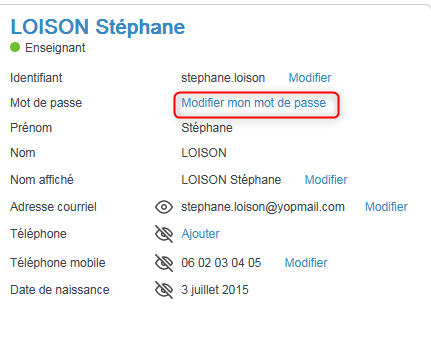 LOISON Stéphane
Enseignant
Identifiant stephane.loison Modifier
Mot de passe Modifier mon mot de passe
Prénom Stéphane
Nom LOISON
Nom affiché LOISON Stéphane Modifier
Adresse courriel stephane.loison@yopmail.com Modifier
Téléphone Ajouter
Téléphone mobile 06 02 03 04 05 Modifier
Date de naissance 3 juillet 2015